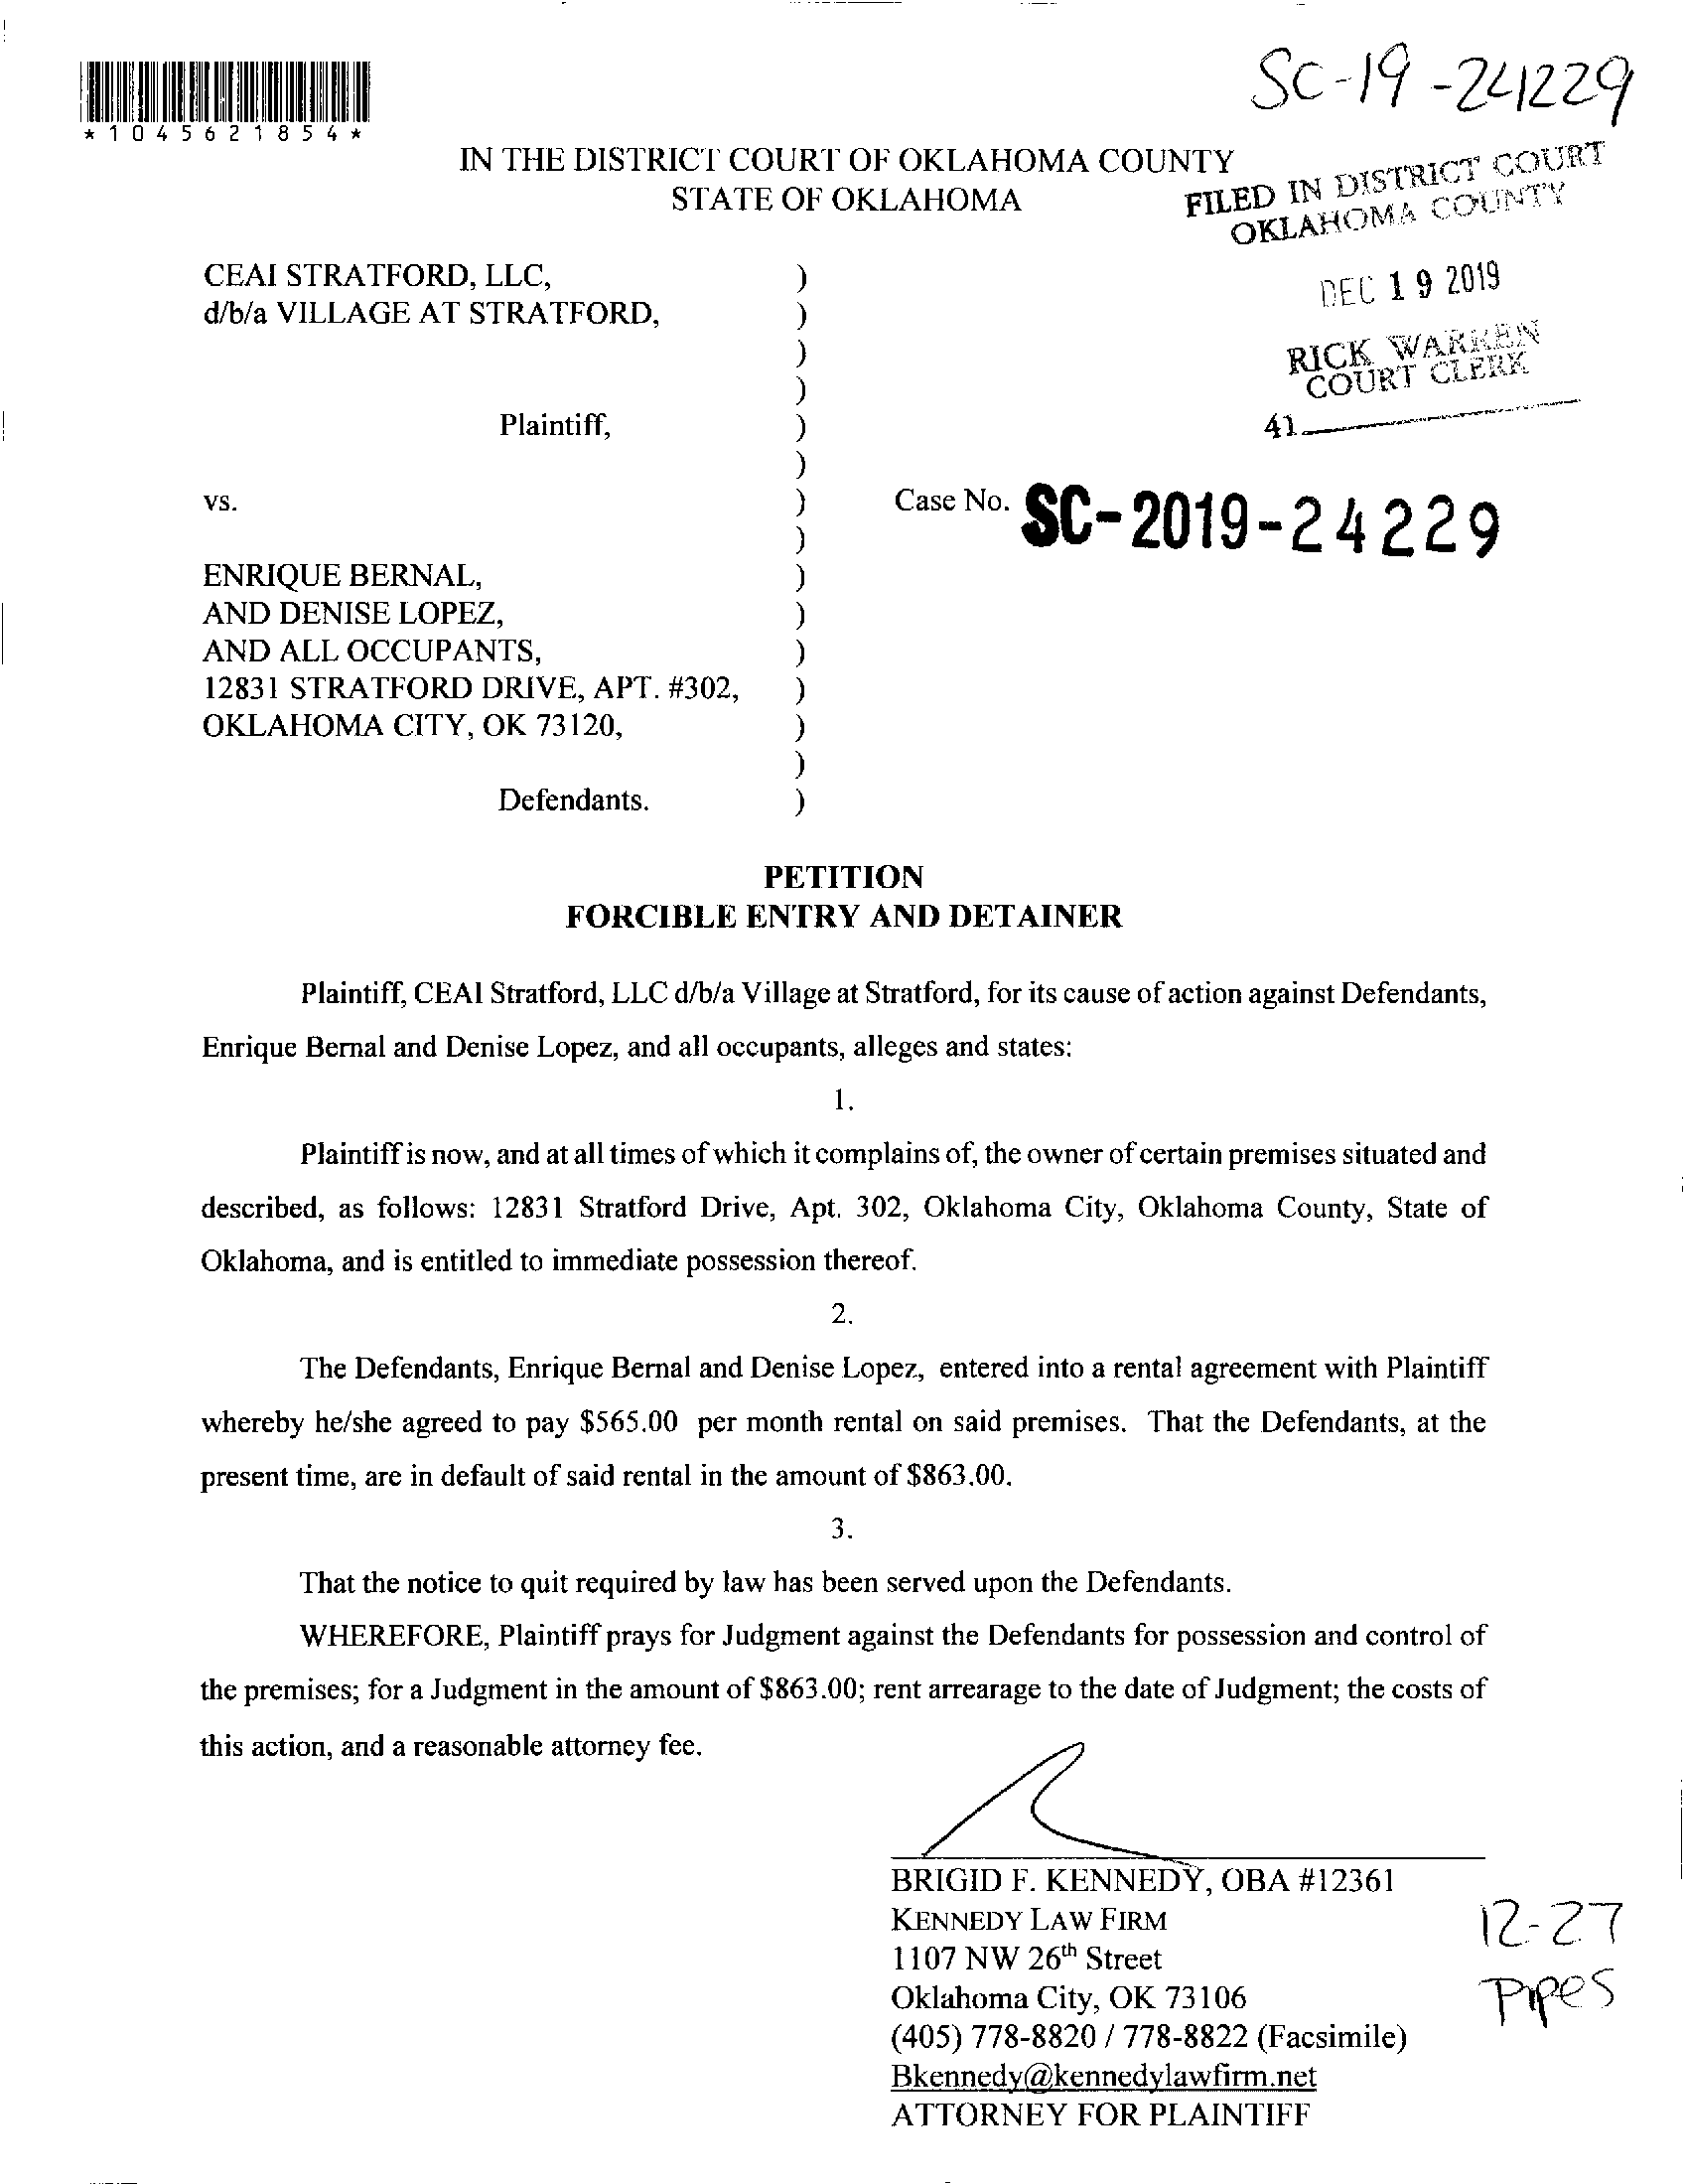 SC-19-24229
*1045621854*
IN THE DISTRICT COURT OF OKLAHOMA COUNTY
STATE OF OKLAHOMA
FILED IN DISTRICT COURT
OKLAHOMA COUNTY
DEC 19 2019
RICK WARREN
COURT CLERK
41
CEAI STRATFORD, LLC, )
d/b/a VILLAGE AT STRATFORD, )
)
)
Plaintiff, )
)
vs. ) Case No. SC-2019-24229
)
ENRIQUE BERNAL, )
AND DENISE LOPEZ, )
AND ALL OCCUPANTS, )
12831 STRATFORD DRIVE, APT. #302, )
OKLAHOMA CITY, OK 73120, )
)
Defendants. )
PETITION
FORCIBLE ENTRY AND DETAINER
Plaintiff, CEAI Stratford, LLC d/b/a Village at Stratford, for its cause of action against Defendants,
Enrique Bernal and Denise Lopez, and all occupants, alleges and states:
1.
Plaintiff is now, and at all times of which it complains of, the owner of certain premises situated and
described, as follows: 12831 Stratford Drive, Apt. 302, Oklahoma City, Oklahoma County, State of
Oklahoma, and is entitled to immediate possession thereof.
2.
The Defendants, Enrique Bernal and Denise Lopez, entered into a rental agreement with Plaintiff
whereby he/she agreed to pay $565.00 per month rental on said premises. That the Defendants, at the
present time, are in default of said rental in the amount of $863.00.
3.
That the notice to quit required by law has been served upon the Defendants.
WHEREFORE, Plaintiff prays for Judgment against the Defendants for possession and control of
the premises; for a Judgment in the amount of $863.00; rent arrearage to the date of Judgment; the costs of
this action, and a reasonable attorney fee.
BRIGID F. KENNEDY, OBA #12361
KENNEDY LAW FIRM
1107 NW 26th Street
Oklahoma City, OK 73106
(405) 778-8820 / 778-8822 (Facsimile)
Bkennedy@kennedylawfirm.net
ATTORNEY FOR PLAINTIFF
12-27
Pipes